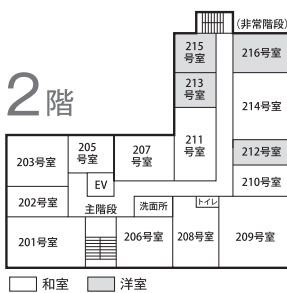 (非常階段)
2階
215
号室
216号室
213
号室
214号室
211
号室
205
号室
207
号室
203号室
212号室
EV
210号室
202号室
主階段
洗面所
トイレ
201号室
206号室
208号室
209号室
和室
洋室